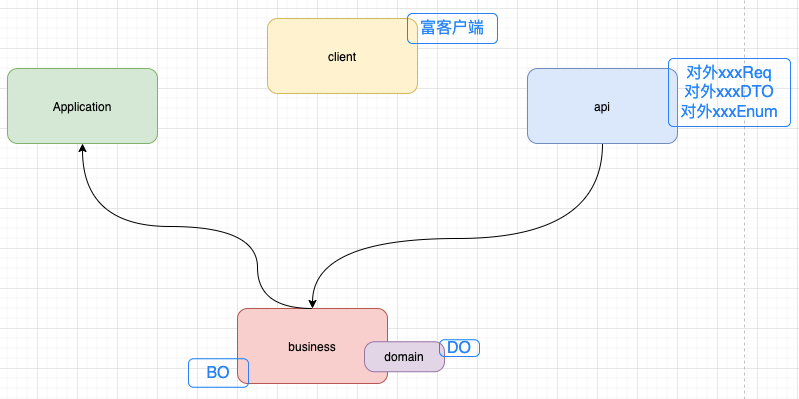 富客户端
client
Application
api
对外xxxReq
对外xxxDTO
对外xxxEnum
business
domain
DO
BO